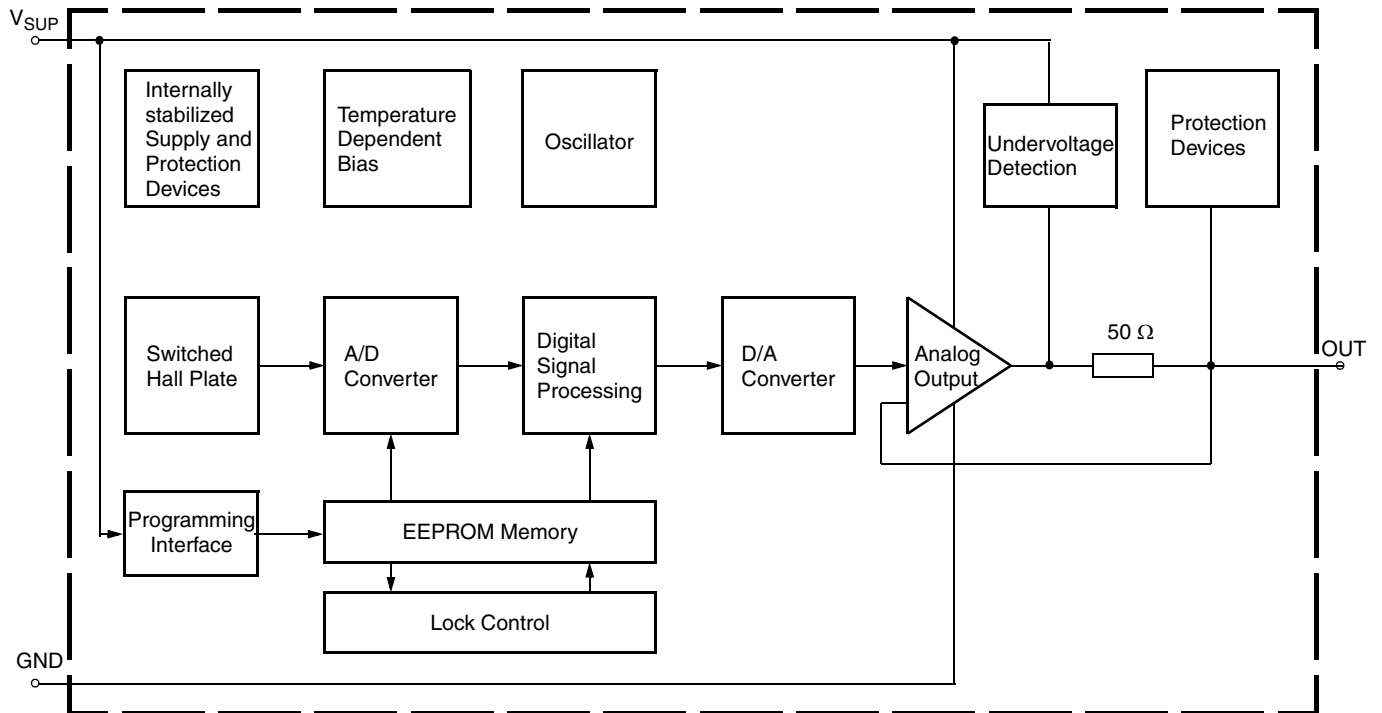 VSUP
Internally
stabilized
Supply and
Protection
Devices
Temperature
Dependent
Bias
Oscillator
Undervoltage
Detection
Protection
Devices
Switched
Hall Plate
A/D
Converter
Digital
Signal
Processing
D/A
Converter
Analog
Output
50 Ω
OUT
Programming
Interface
EEPROM Memory
Lock Control
GND